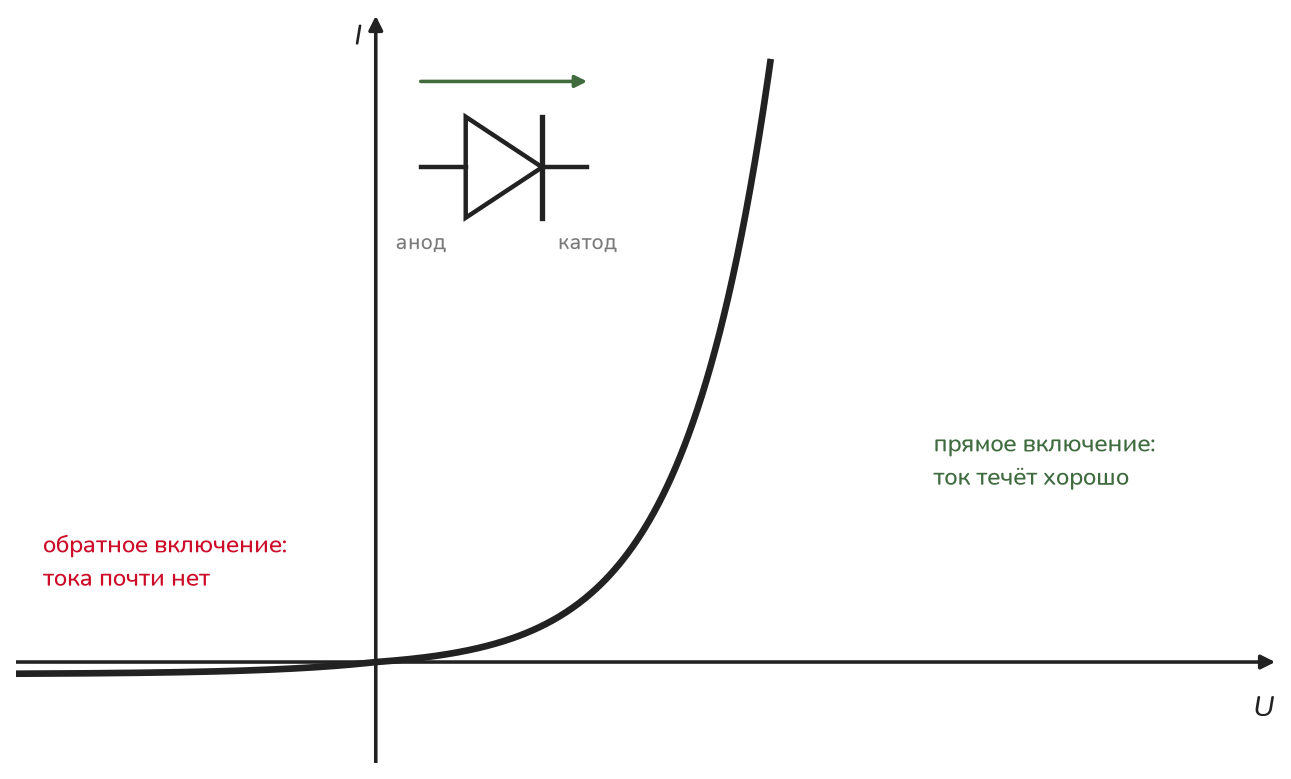 I
анод
катод
прямое включение:
ток течёт хорошо
обратное включение:
тока почти нет
U